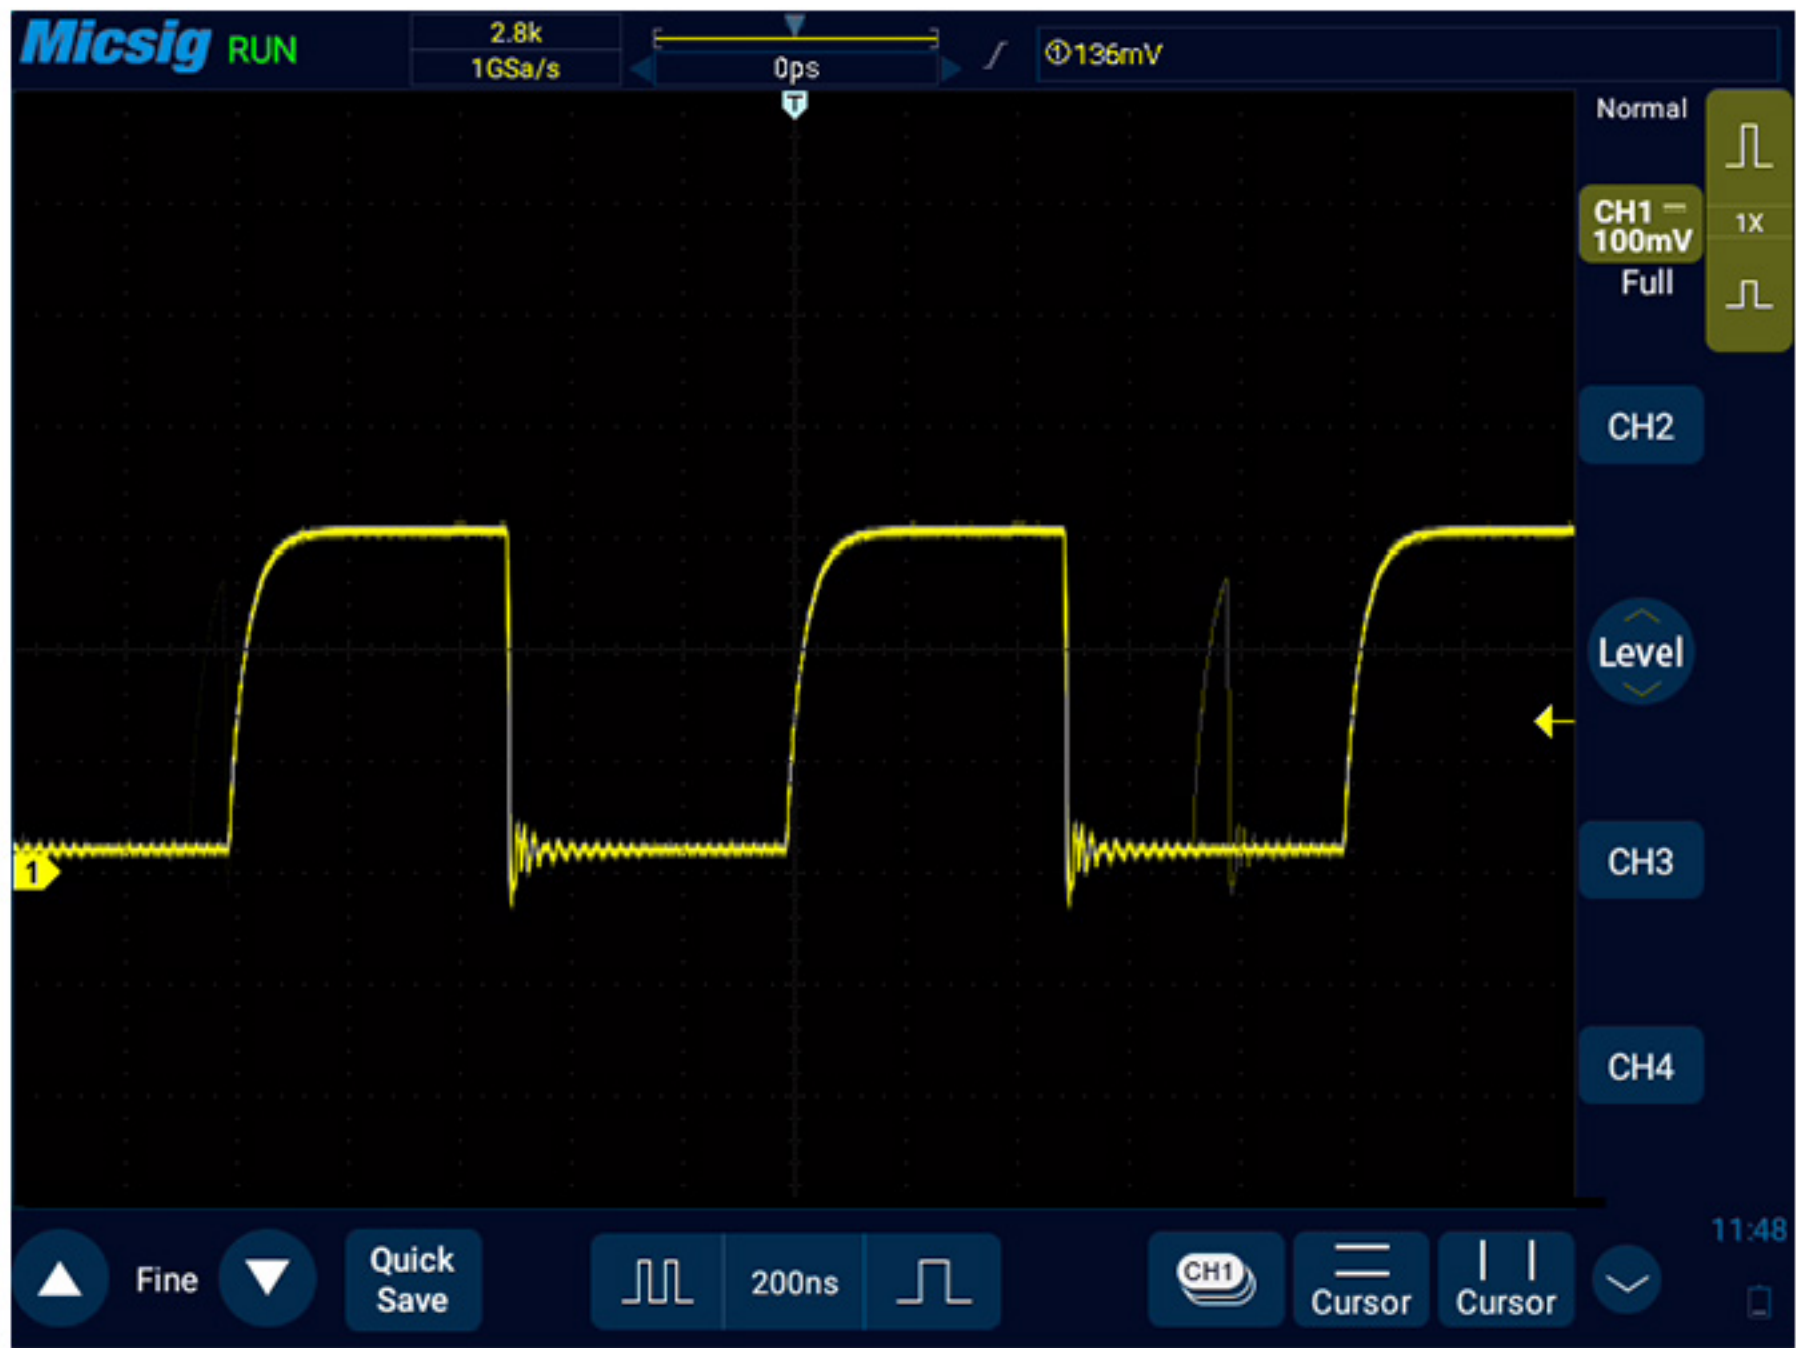 Micsig RUN
2.8k
1GSa/s
0ps
①136mV
T
Normal
CH1
100mV
1X
Full
CH2
Level
1
CH3
CH4
11:48
Fine
Quick
Save
200ns
CH1
Cursor
Cursor